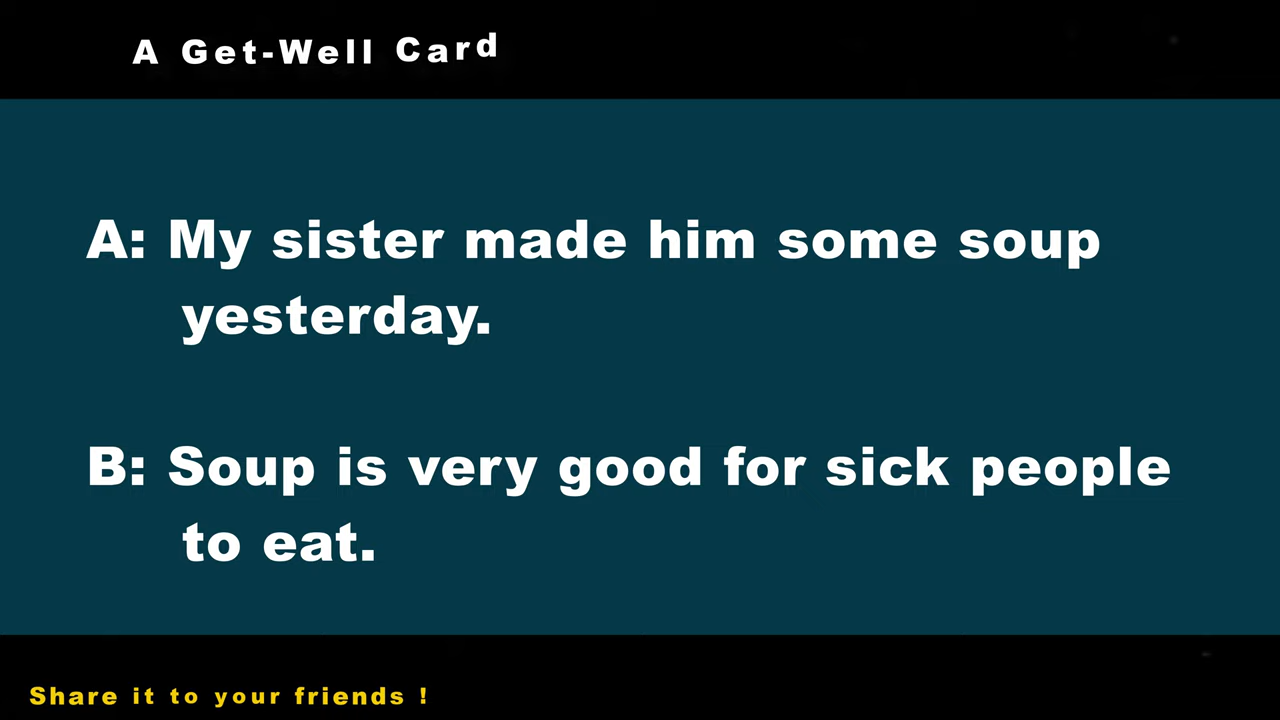 A Get-Well Card
A: My sister made him some soup
yesterday.
B: Soup is very good for sick people
to eat.
Share it to your friends !